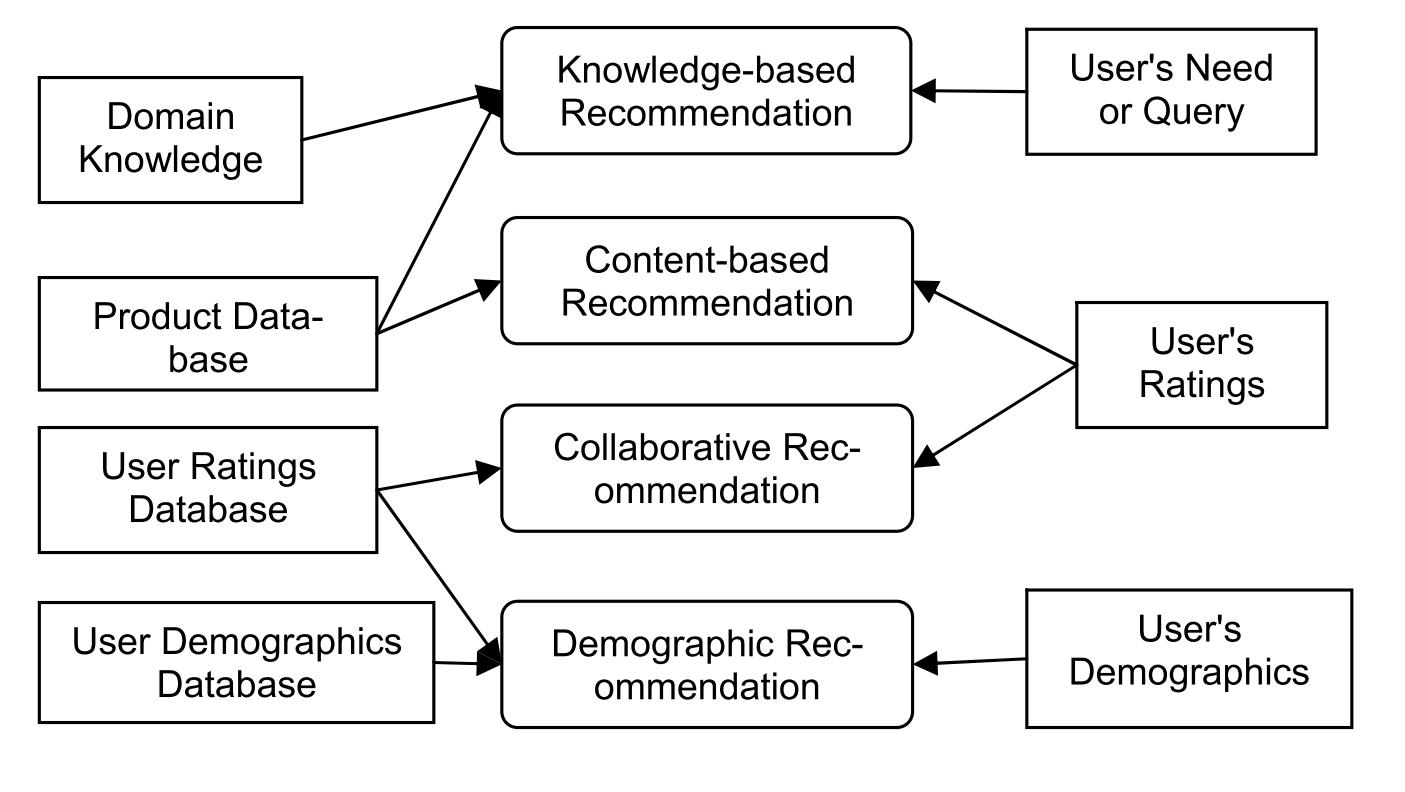 Knowledge-based
Recommendation
User's Need
or Query
Domain
Knowledge
Content-based
Recommendation
Product Data-
base
User's
Ratings
Collaborative Rec-
ommendation
User Ratings
Database
Demographic Rec-
ommendation
User Demographics
Database
User's
Demographics